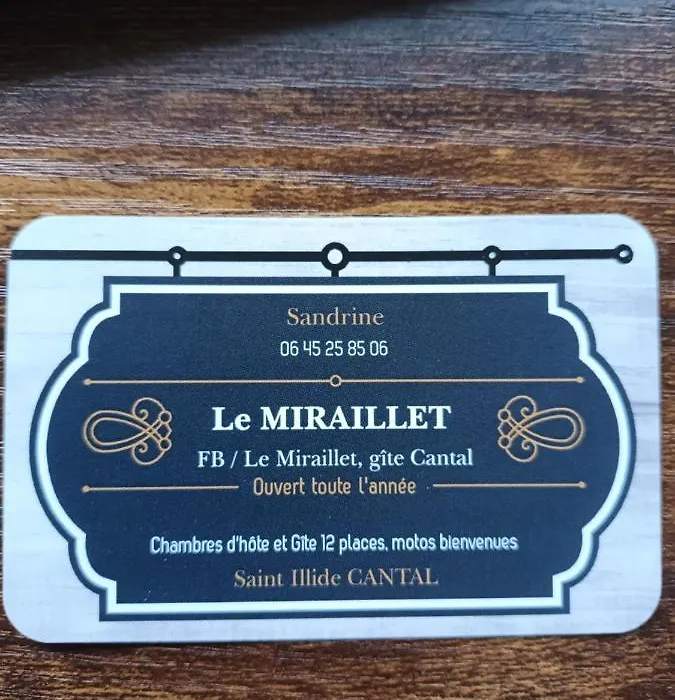 Sandrine
06 45 25 85 06
Le MIRAILLET
FB / Le Miraillet, gîte Cantal
Ouvert toute l'année
Chambres d'hôte et Gîte 12 places, motos bienvenues
Saint Illide CANTAL